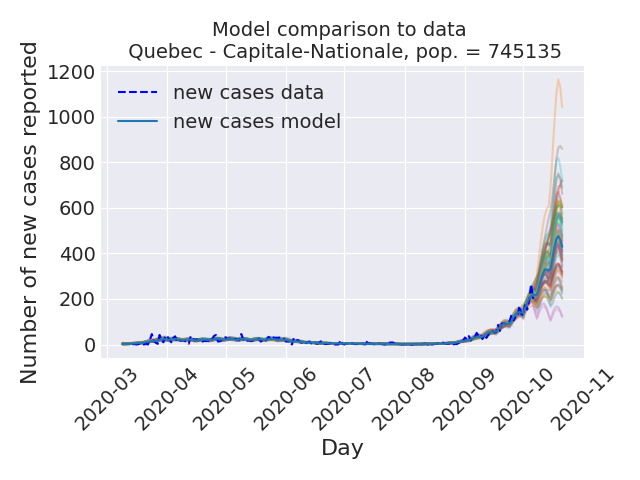 Model comparison to data
Quebec - Capitale-Nationale, pop. = 745135
Number of new cases reported
1200
1000
800
600
400
200
0
new cases data
new cases model
2020-03
2020-04
2020-05
2020-06
2020-07
2020-08
2020-09
2020-10
2020-11
Day